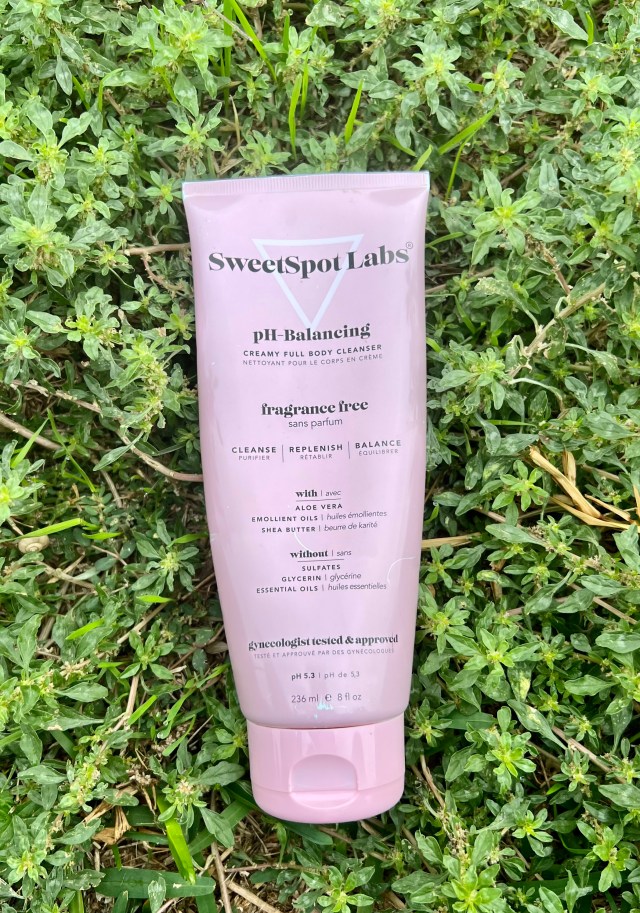 SweetSpot Labs®
pH-Balancing
CREAMY FULL BODY CLEANSER
NETTOYANT POUR LE CORPS EN CRÈME
fragrance free
sans parfum
CLEANSE | REPLENISH | BALANCE
PURIFIER | RÉTABLIR | ÉQUILIBRER
with | avec
ALOE VERA
EMOLLIENT OILS | huiles émollientes
SHEA BUTTER | beurre de karité
without | sans
SULFATES
GLYCERIN | glycérine
ESSENTIAL OILS | huiles essentielles
gynecologist tested & approved
TESTÉ ET APPROUVÉ PAR DES GYNÉCOLOGUES
pH 5.3 | pH de 5,3
236 ml ℮ 8 fl oz